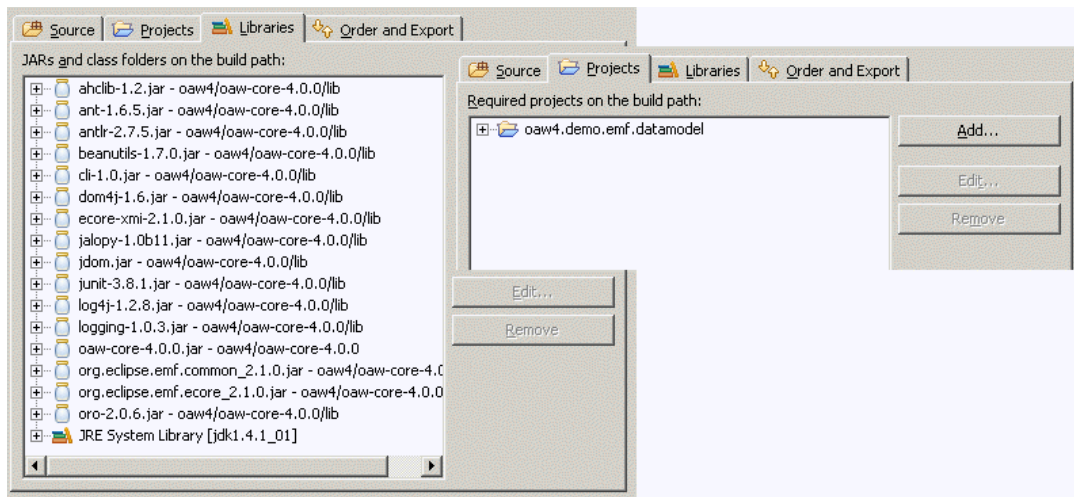 Source Projects Libraries Order and Export
JARs and class folders on the build path:
ahclib-1.2.jar - oaw4/oaw-core-4.0.0/lib
ant-1.6.5.jar - oaw4/oaw-core-4.0.0/lib
antlr-2.7.5.jar - oaw4/oaw-core-4.0.0/lib
beanutils-1.7.0.jar - oaw4/oaw-core-4.0.0/lib
cli-1.0.jar - oaw4/oaw-core-4.0.0/lib
dom4j-1.6.jar - oaw4/oaw-core-4.0.0/lib
ecore-xmi-2.1.0.jar - oaw4/oaw-core-4.0.0/lib
jalopy-1.0b11.jar - oaw4/oaw-core-4.0.0/lib
jdom.jar - oaw4/oaw-core-4.0.0/lib
junit-3.8.1.jar - oaw4/oaw-core-4.0.0/lib
log4j-1.2.8.jar - oaw4/oaw-core-4.0.0/lib
logging-1.0.3.jar - oaw4/oaw-core-4.0.0/lib
oaw-core-4.0.0.jar - oaw4/oaw-core-4.0.0
org.eclipse.emf.common_2.1.0.jar - oaw4/oaw-core-4.0
org.eclipse.emf.ecore_2.1.0.jar - oaw4/oaw-core-4.0.0
oro-2.0.6.jar - oaw4/oaw-core-4.0.0/lib
JRE System Library [jdk1.4.1_01]
Edit...
Remove
Source Projects Libraries Order and Export
Required projects on the build path:
oaw4.demo.emf.datamodel
Add...
Edit...
Remove